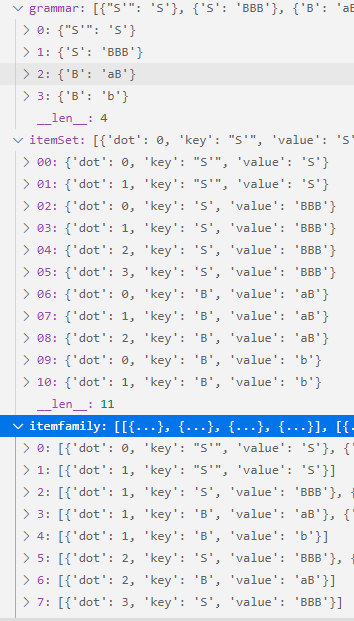 grammar: [{"S'": 'S'}, {'S': 'BBB'}, {'B': 'aB
0: {"S'": 'S'}
1: {'S': 'BBB'}
2: {'B': 'aB'}
3: {'B': 'b'}
__len__: 4
itemSet: [{'dot': 0, 'key': "S'", 'value': 'S'
00: {'dot': 0, 'key': "S'", 'value': 'S'}
01: {'dot': 1, 'key': "S'", 'value': 'S'}
02: {'dot': 0, 'key': 'S', 'value': 'BBB'}
03: {'dot': 1, 'key': 'S', 'value': 'BBB'}
04: {'dot': 2, 'key': 'S', 'value': 'BBB'}
05: {'dot': 3, 'key': 'S', 'value': 'BBB'}
06: {'dot': 0, 'key': 'B', 'value': 'aB'}
07: {'dot': 1, 'key': 'B', 'value': 'aB'}
08: {'dot': 2, 'key': 'B', 'value': 'aB'}
09: {'dot': 0, 'key': 'B', 'value': 'b'}
10: {'dot': 1, 'key': 'B', 'value': 'b'}
__len__: 11
itemfamily: [[{...}, {...}, {...}, {...}], [{.
0: [{'dot': 0, 'key': "S'", 'value': 'S'}, {'
1: [{'dot': 1, 'key': "S'", 'value': 'S'}]
2: [{'dot': 1, 'key': 'S', 'value': 'BBB'}, {
3: [{'dot': 1, 'key': 'B', 'value': 'aB'}, {'
4: [{'dot': 1, 'key': 'B', 'value': 'b'}]
5: [{'dot': 2, 'key': 'S', 'value': 'BBB'}, {
6: [{'dot': 2, 'key': 'B', 'value': 'aB'}]
7: [{'dot': 3, 'key': 'S', 'value': 'BBB'}]